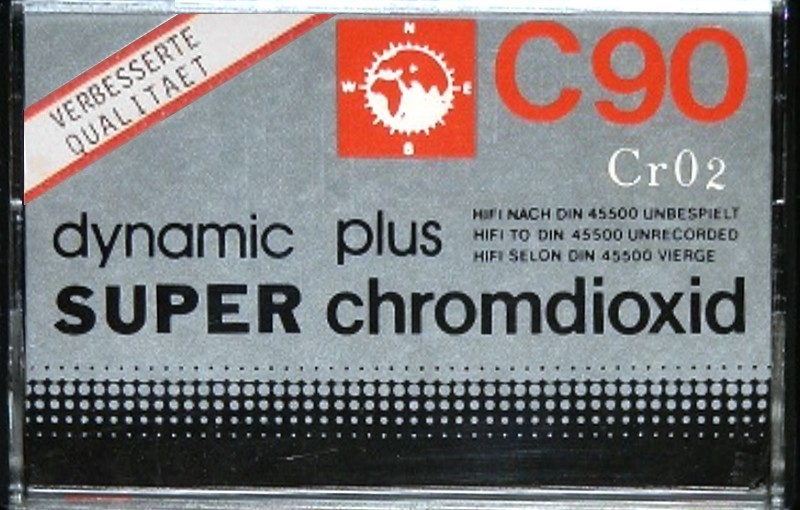 VERBESSERTE
QUALITAET
N
W E
S
C90
CrO2
dynamic plus
HIFI NACH DIN 45500 UNBESPIELT
HIFI TO DIN 45500 UNRECORDED
HIFI SELON DIN 45500 VIERGE
SUPER chromdioxid